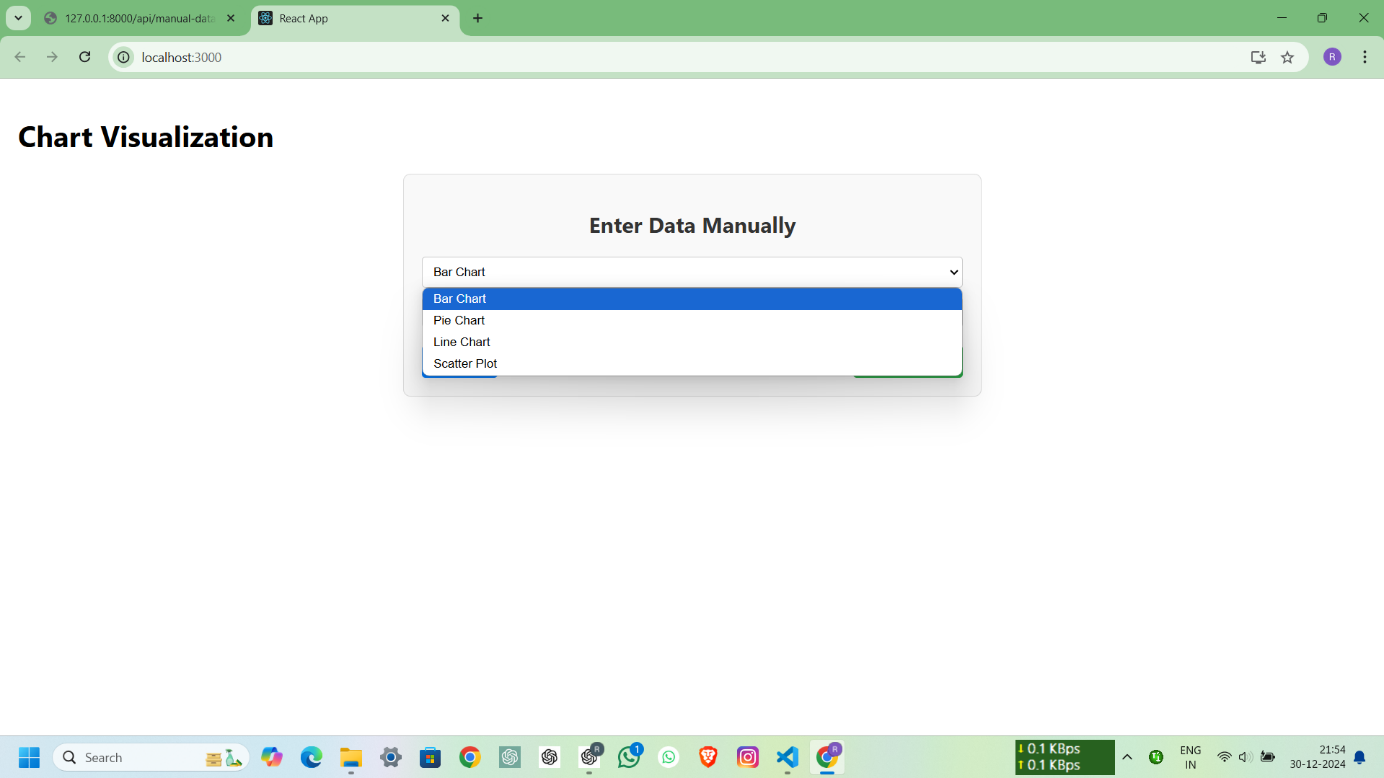 127.0.0.1:8000/api/manual-data
React App
localhost:3000
R
Chart Visualization
Enter Data Manually
Bar Chart
Bar Chart
Pie Chart
Line Chart
Scatter Plot
Search
R
1
R
0.1 KBps
0.1 KBps
ENG
IN
21:54
30-12-2024